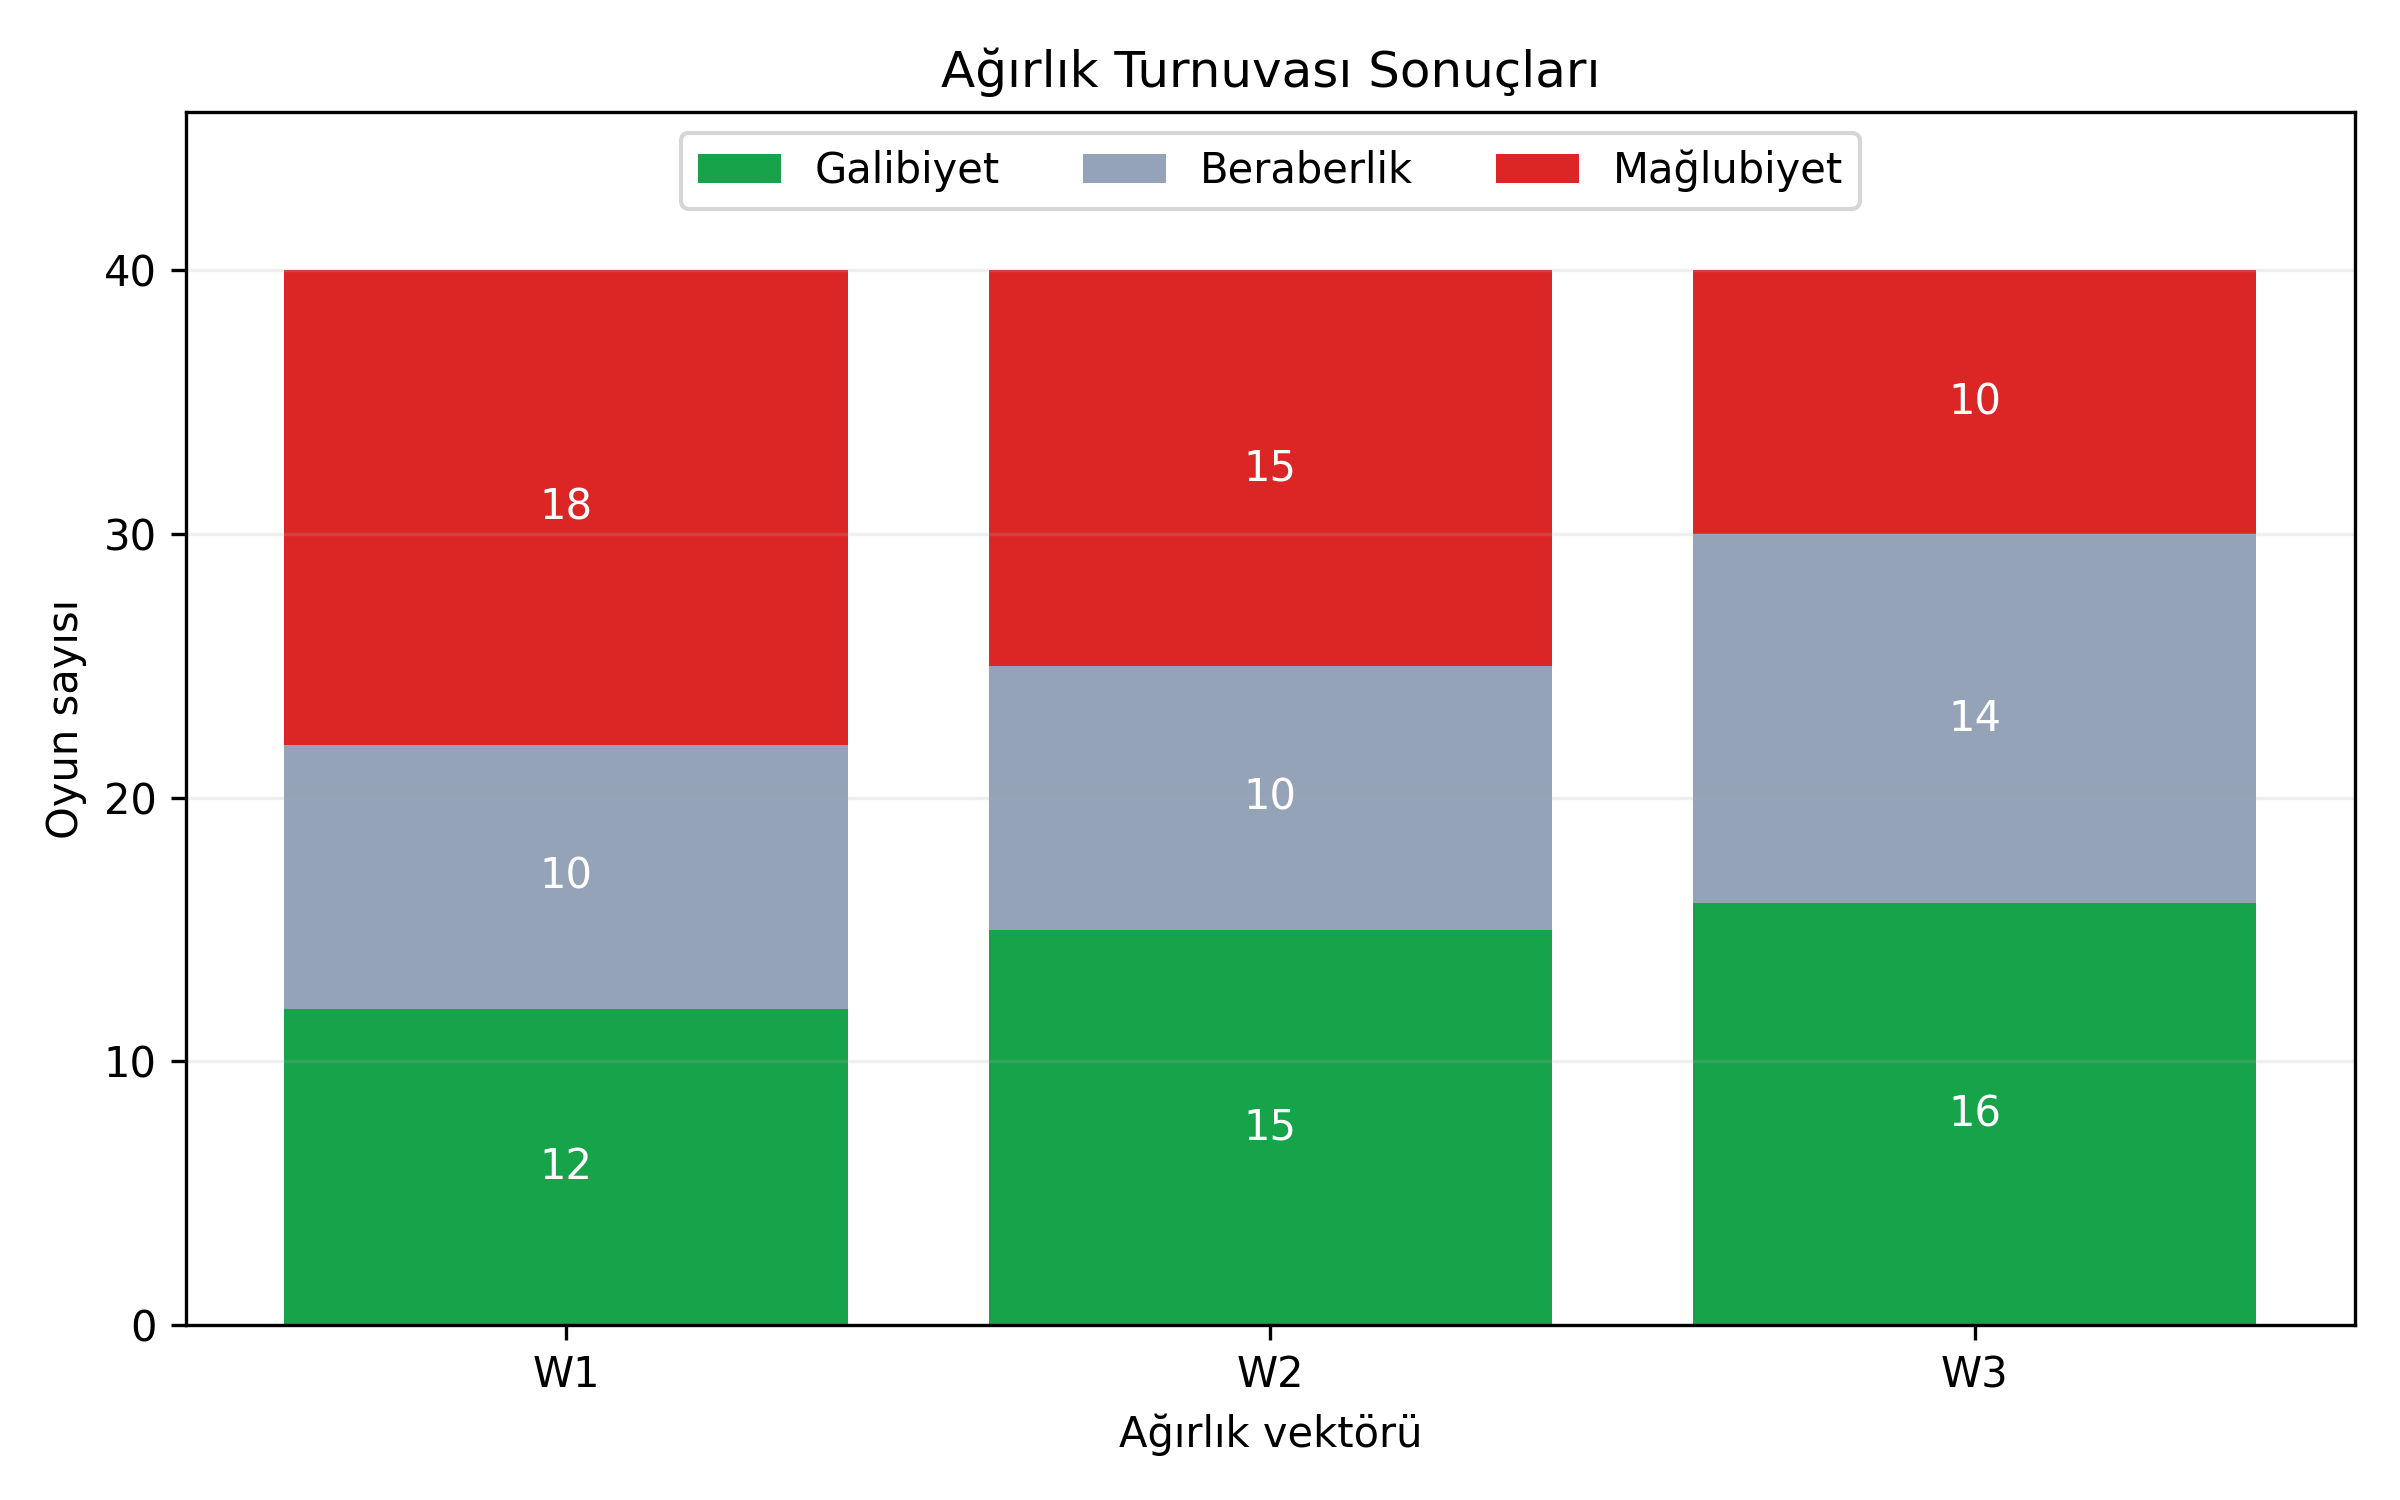 Ağırlık Turnuvası Sonuçları
Galibiyet Beraberlik Mağlubiyet
40
30
20
10
0
Oyun sayısı
18
10
12
15
10
15
10
14
16
W1 W2 W3
Ağırlık vektörü